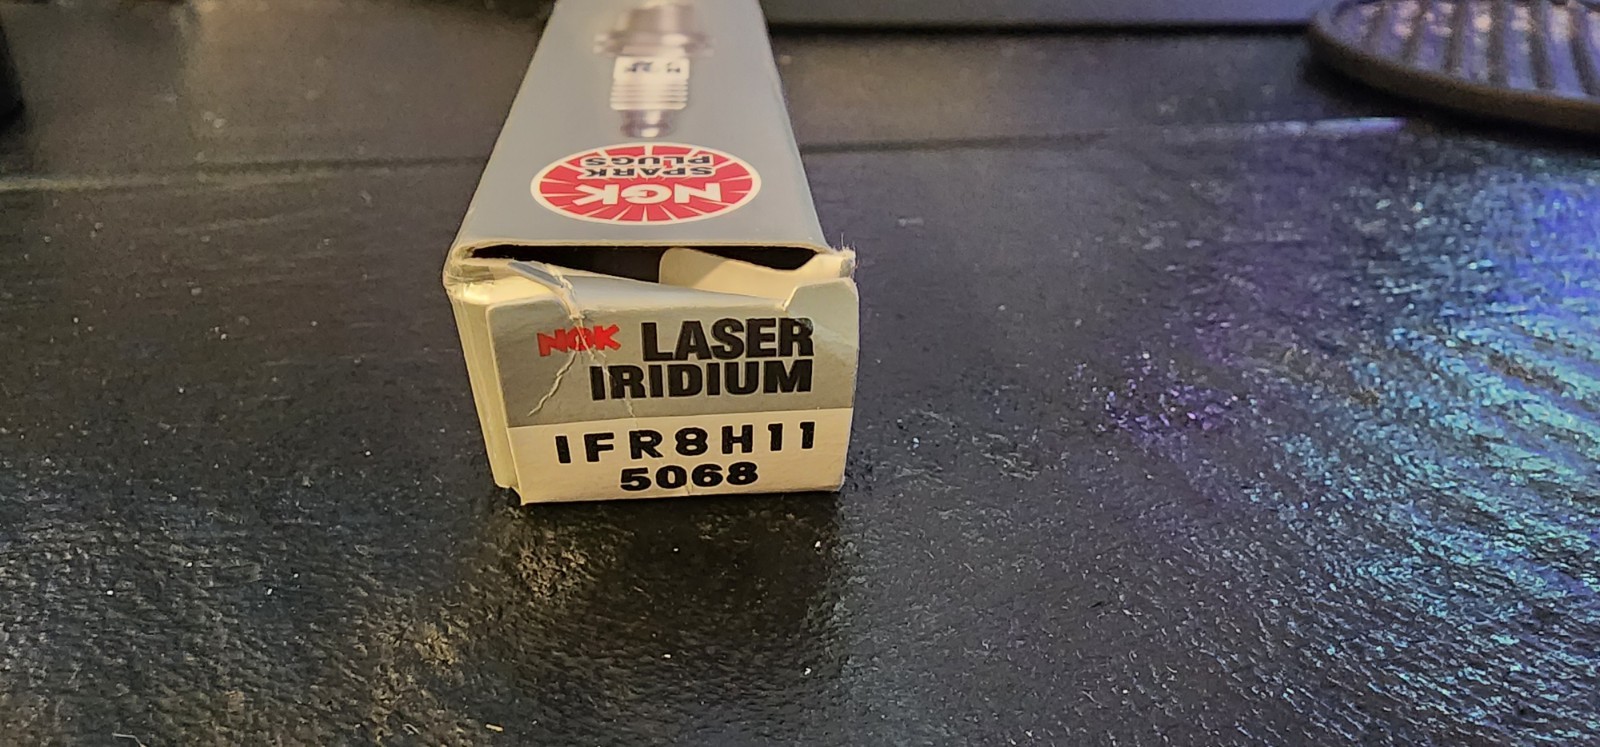 NGK
SPARK
PLUGS
NGK LASER
IRIDIUM
IFR8H11
5068